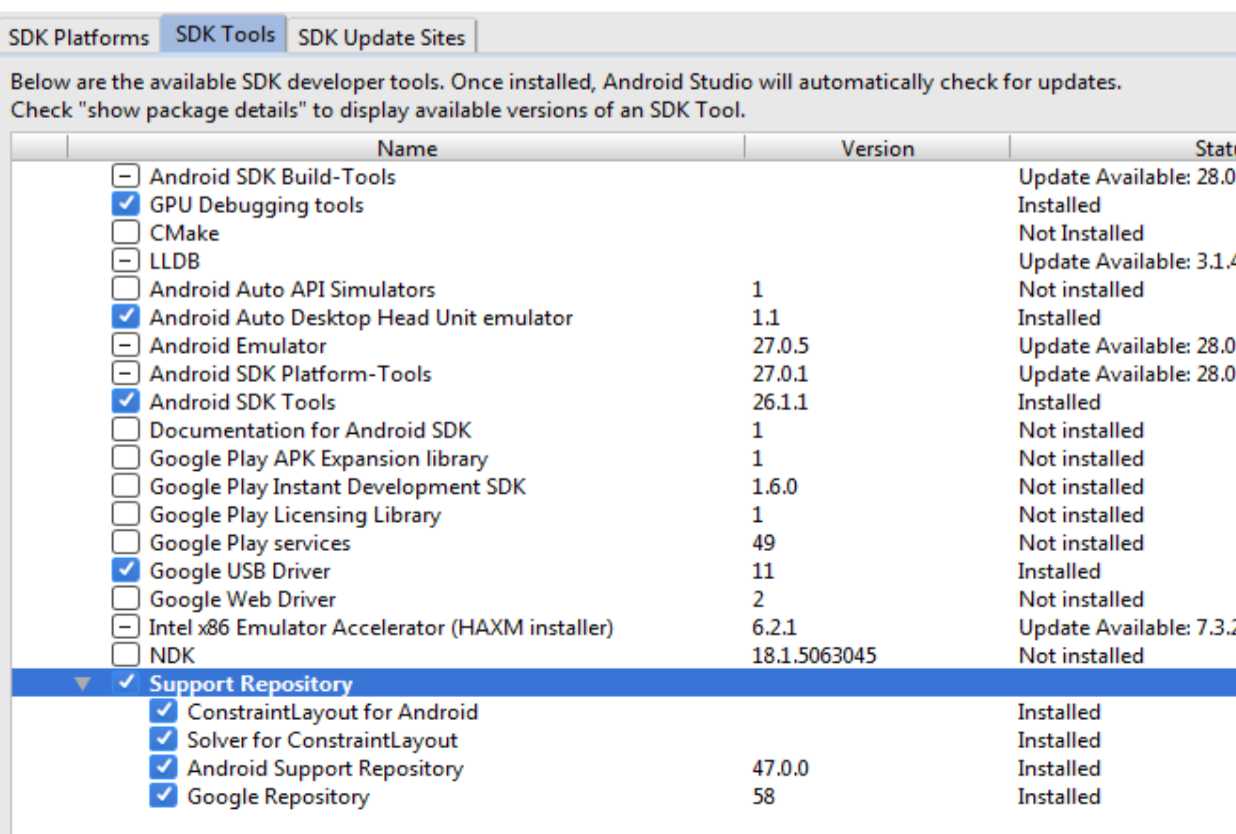 SDK Platforms SDK Tools SDK Update Sites
Below are the available SDK developer tools. Once installed, Android Studio will automatically check for updates.
Check "show package details" to display available versions of an SDK Tool.
Name Version
Android SDK Build-Tools Update Available: 28.0
GPU Debugging tools Installed
CMake Not Installed
LLDB Update Available: 3.1.4
Android Auto API Simulators 1 Not installed
Android Auto Desktop Head Unit emulator 1.1 Installed
Android Emulator 27.0.5 Update Available: 28.0
Android SDK Platform-Tools 27.0.1 Update Available: 28.0
Android SDK Tools 26.1.1 Installed
Documentation for Android SDK 1 Not installed
Google Play APK Expansion library 1 Not installed
Google Play Instant Development SDK 1.6.0 Not installed
Google Play Licensing Library 1 Not installed
Google Play services 49 Not installed
Google USB Driver 11 Installed
Google Web Driver 2 Not installed
Intel x86 Emulator Accelerator (HAXM installer) 6.2.1 Update Available: 7.3.2
NDK 18.1.5063045 Not installed
Support Repository
ConstraintLayout for Android Installed
Solver for ConstraintLayout Installed
Android Support Repository 47.0.0 Installed
Google Repository 58 Installed